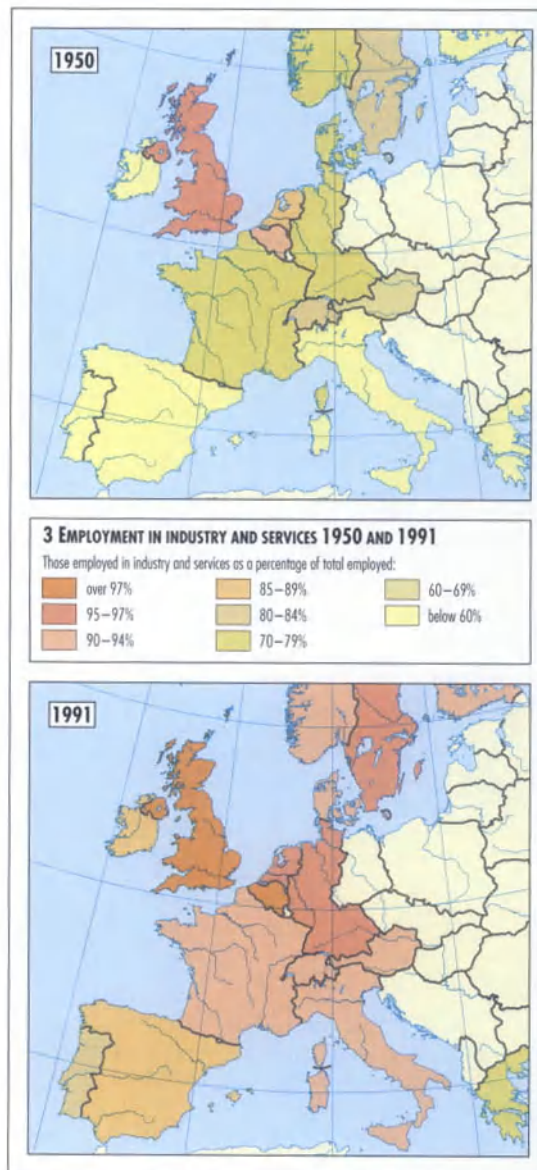 1950
3 EMPLOYMENT IN INDUSTRY AND SERVICES 1950 AND 1991
Those employed in industry and services as a percentage of total employed:
over 97%
95–97%
90–94%
85–89%
80–84%
70–79%
60–69%
below 60%
1991